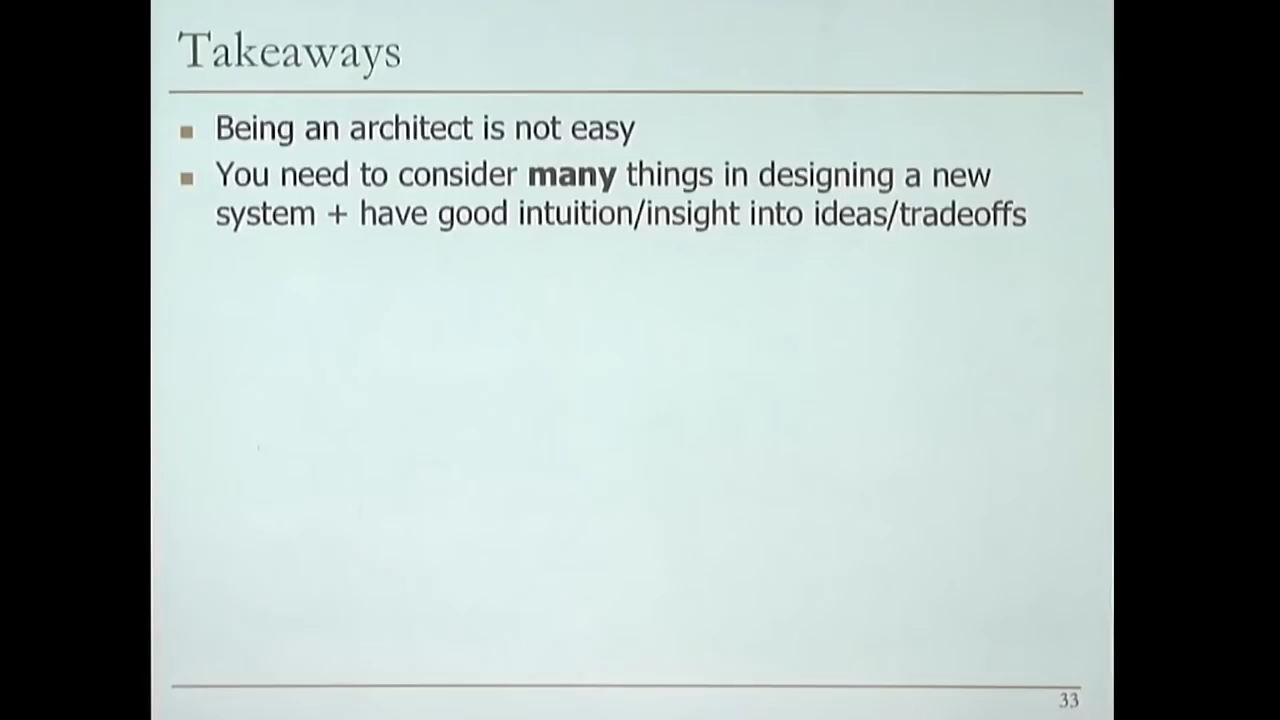 Takeaways
Being an architect is not easy
You need to consider many things in designing a new
system + have good intuition/insight into ideas/tradeoffs
33